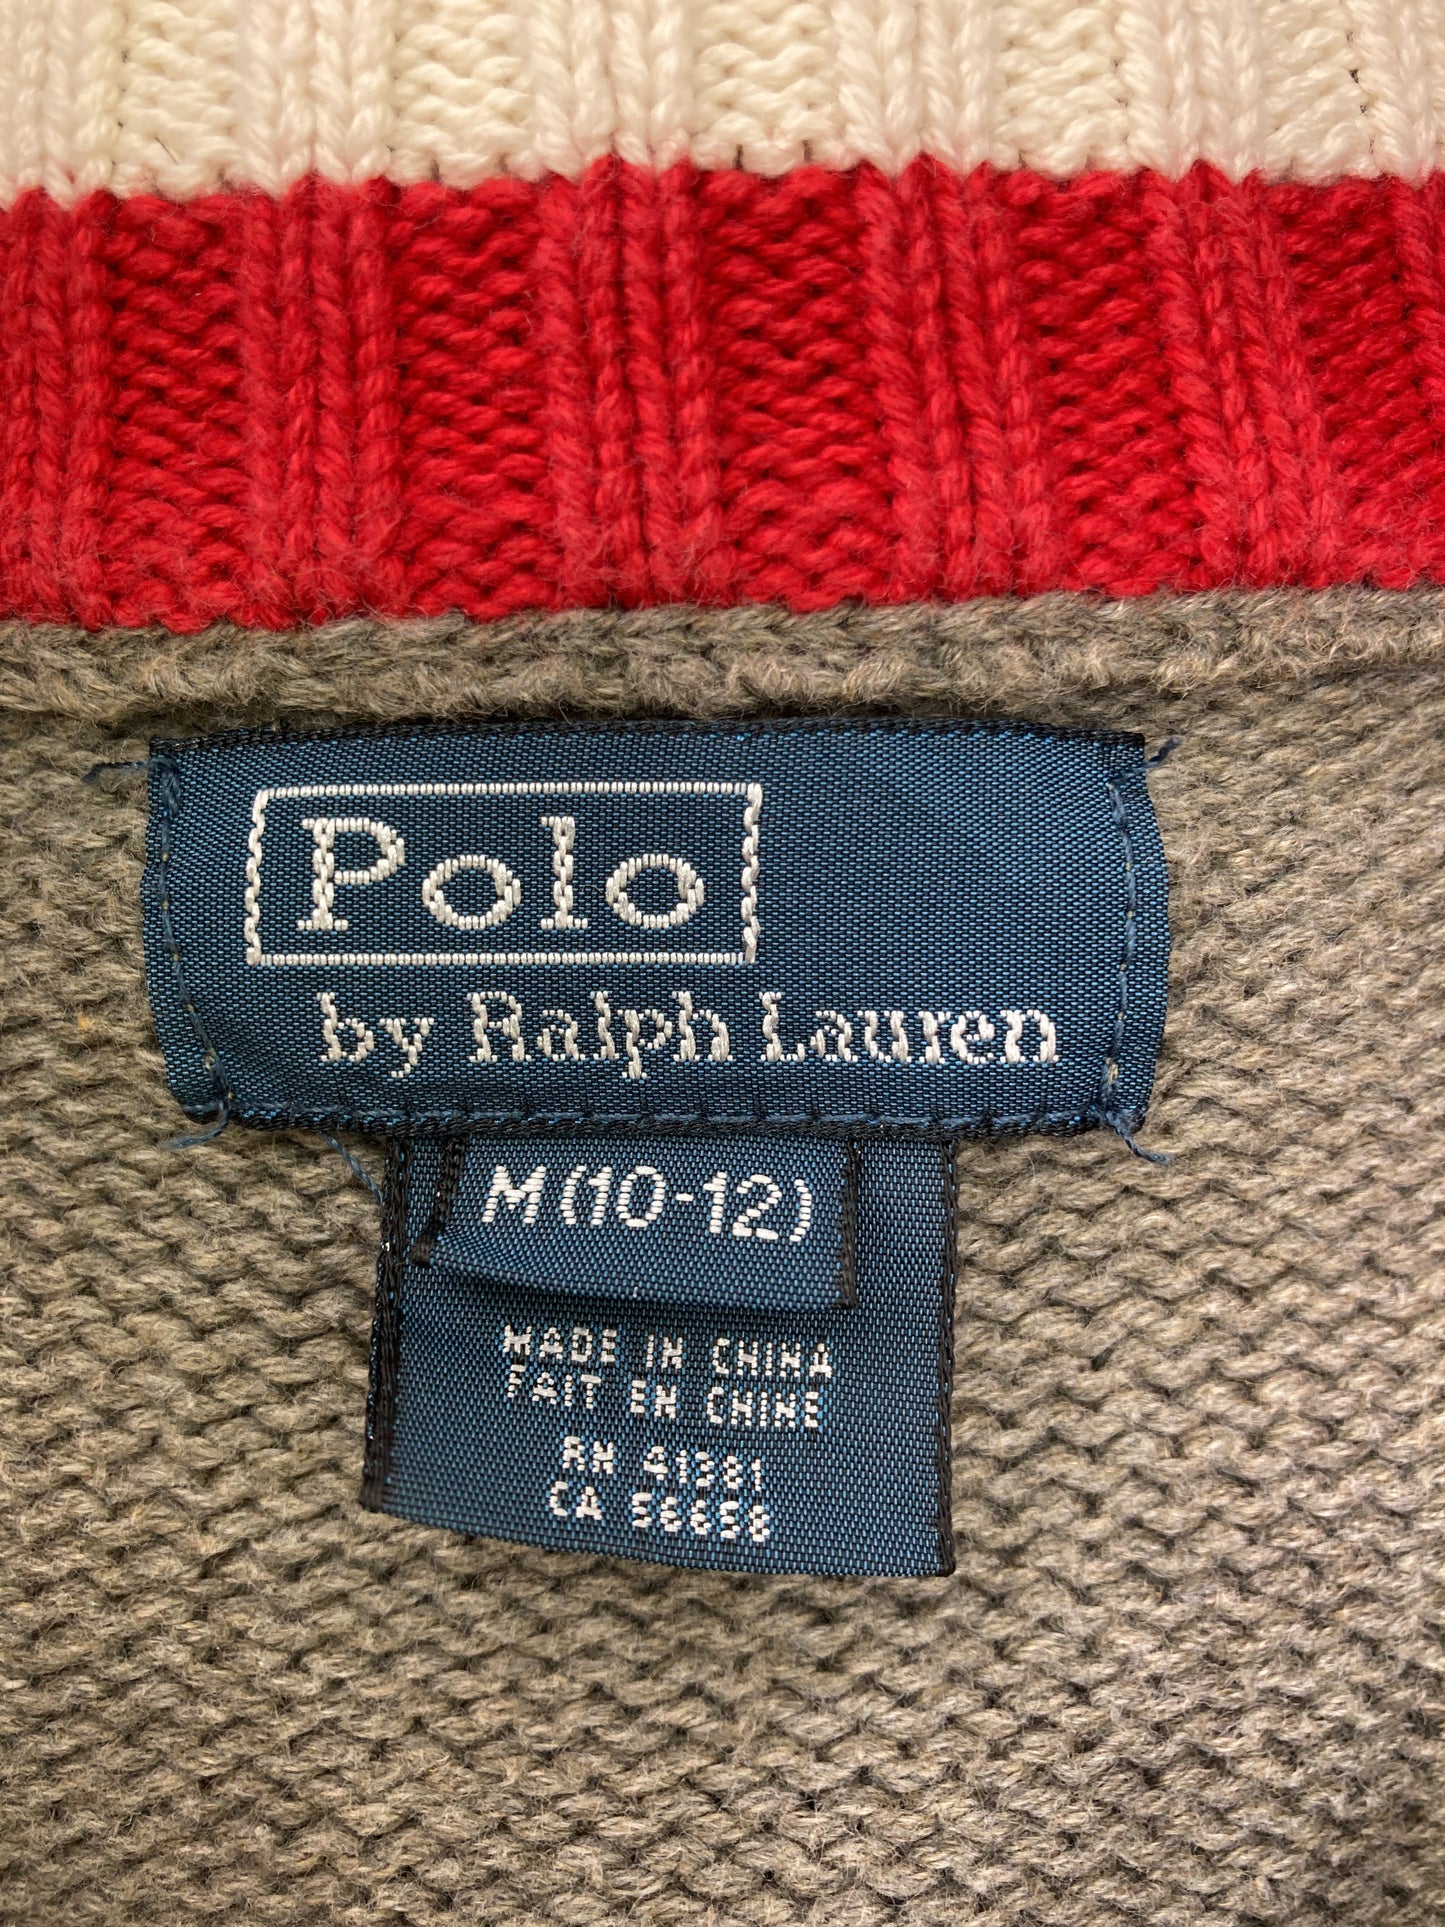 Polo
by Ralph Lauren
M (10-12)
MADE IN CHINA
FAIT EN CHINE
RN 41381
CA 56658